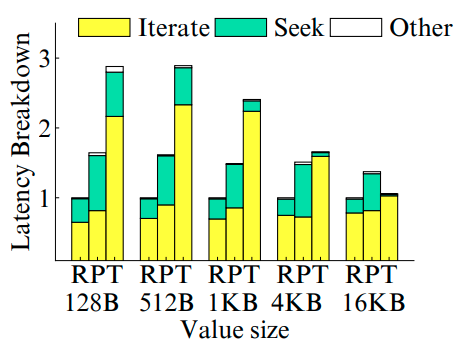 Iterate Seek Other
Latency Breakdown
3
2
1
RPT RPT RPT RPT RPT
128B 512B 1KB 4KB 16KB
Value size